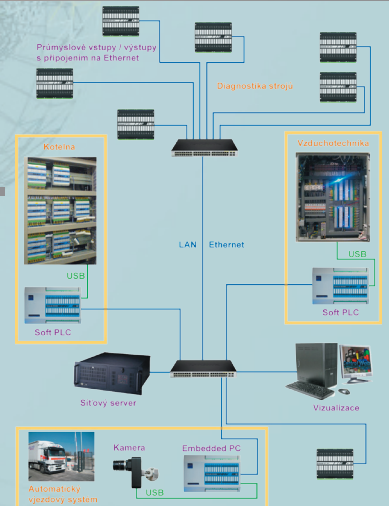 Průmyslové vstupy / výstupy
s připojením na Ethernet
Diagnostika strojů
Kotelna
Vzduchotechnika
LAN Ethernet
USB
USB
Soft PLC
Soft PLC
Síťový server
Vizualizace
Kamera
Embedded PC
Automatický
vjezdový systém
USB